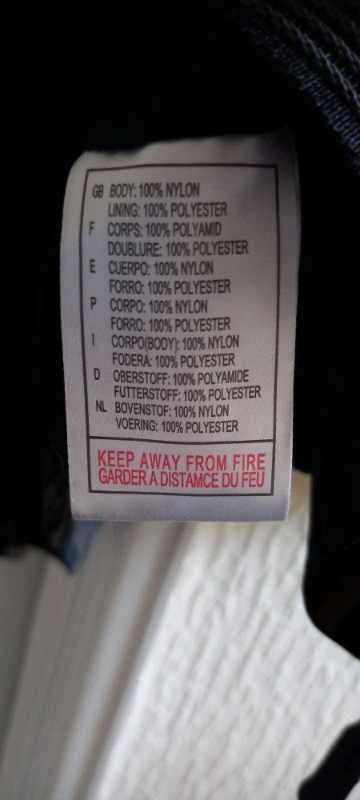 GB BODY: 100% NYLON
LINING: 100% POLYESTER
F CORPS: 100% POLYAMID
DOUBLURE: 100% POLYESTER
E CUERPO: 100% NYLON
FORRO: 100% POLYESTER
P CORPO: 100% NYLON
FORRO: 100% POLYESTER
I CORPO(BODY): 100% NYLON
FODERA: 100% POLYESTER
D OBERSTOFF: 100% POLYAMIDE
FUTTERSTOFF: 100% POLYESTER
NL BOVENSTOF: 100% NYLON
VOERING: 100% POLYESTER
KEEP AWAY FROM FIRE
GARDER A DISTAMCE DU FEU